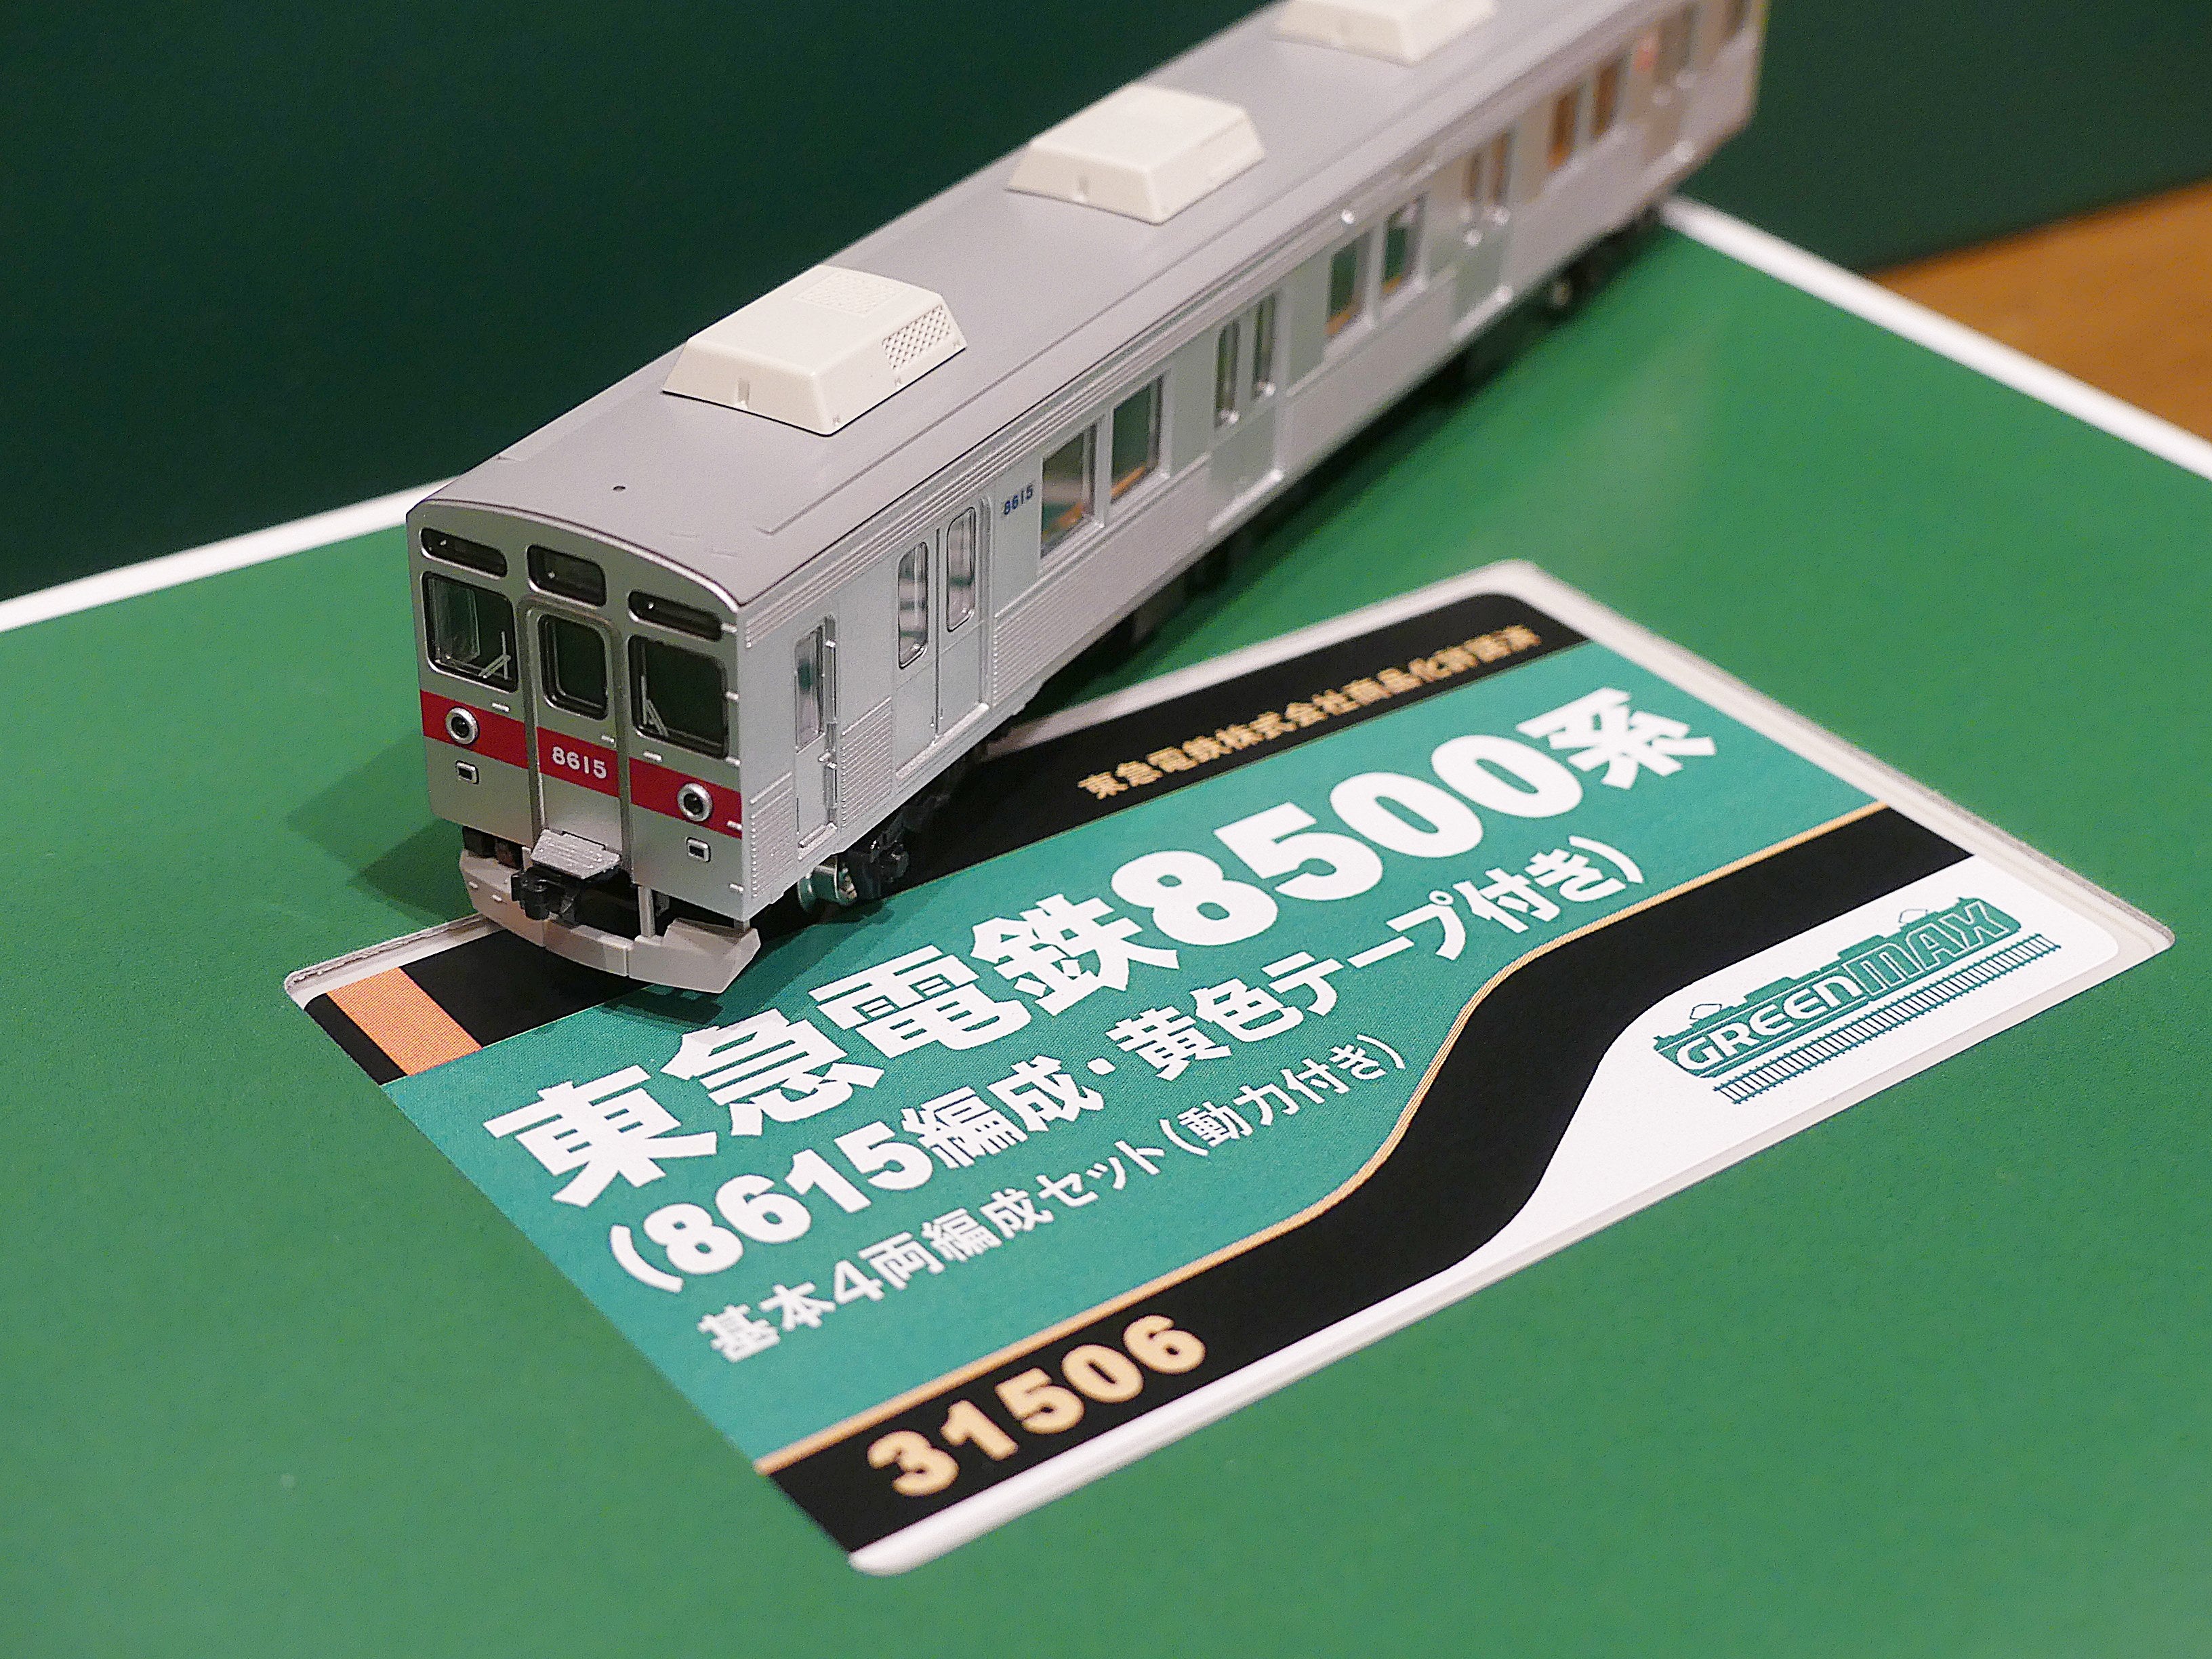 8615
8615
東急電鉄株式会社商品化許諾済
東急電鉄8500系
(8615編成・黄色テープ付き)
基本4両編成セット(動力付き)
GREENMAX
31506